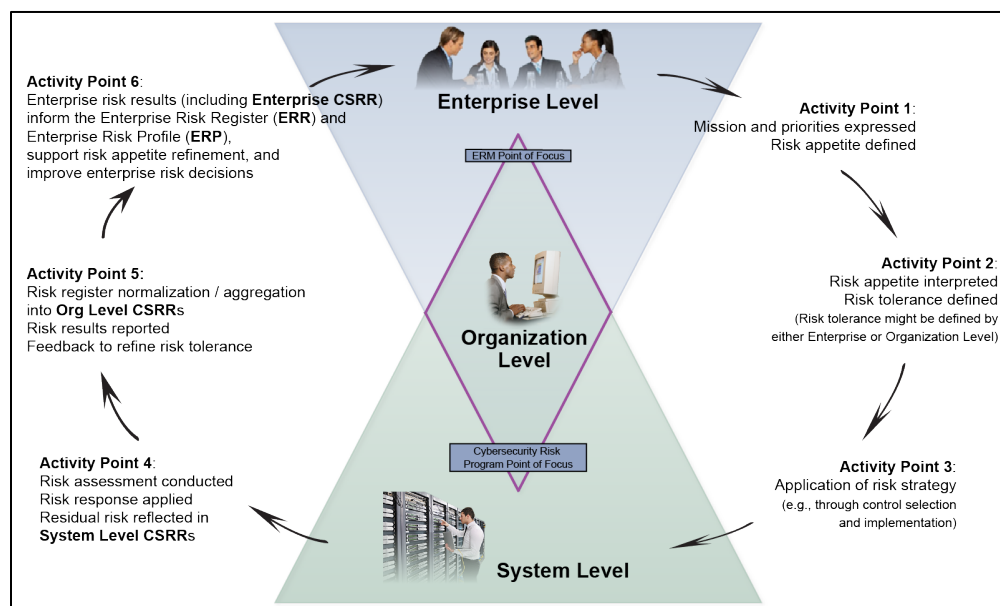 Enterprise Level
ERM Point of Focus
Activity Point 1:
Mission and priorities expressed
Risk appetite defined
Activity Point 2:
Risk appetite interpreted
Risk tolerance defined
(Risk tolerance might be defined by
either Enterprise or Organization Level)
Organization
Level
Activity Point 3:
Application of risk strategy
(e.g., through control selection
and implementation)
Cybersecurity Risk
Program Point of Focus
System Level
Activity Point 4:
Risk assessment conducted
Risk response applied
Residual risk reflected in
System Level CSRRs
Activity Point 5:
Risk register normalization / aggregation
into Org Level CSRRs
Risk results reported
Feedback to refine risk tolerance
Activity Point 6:
Enterprise risk results (including Enterprise CSRR)
inform the Enterprise Risk Register (ERR) and
Enterprise Risk Profile (ERP),
support risk appetite refinement, and
improve enterprise risk decisions